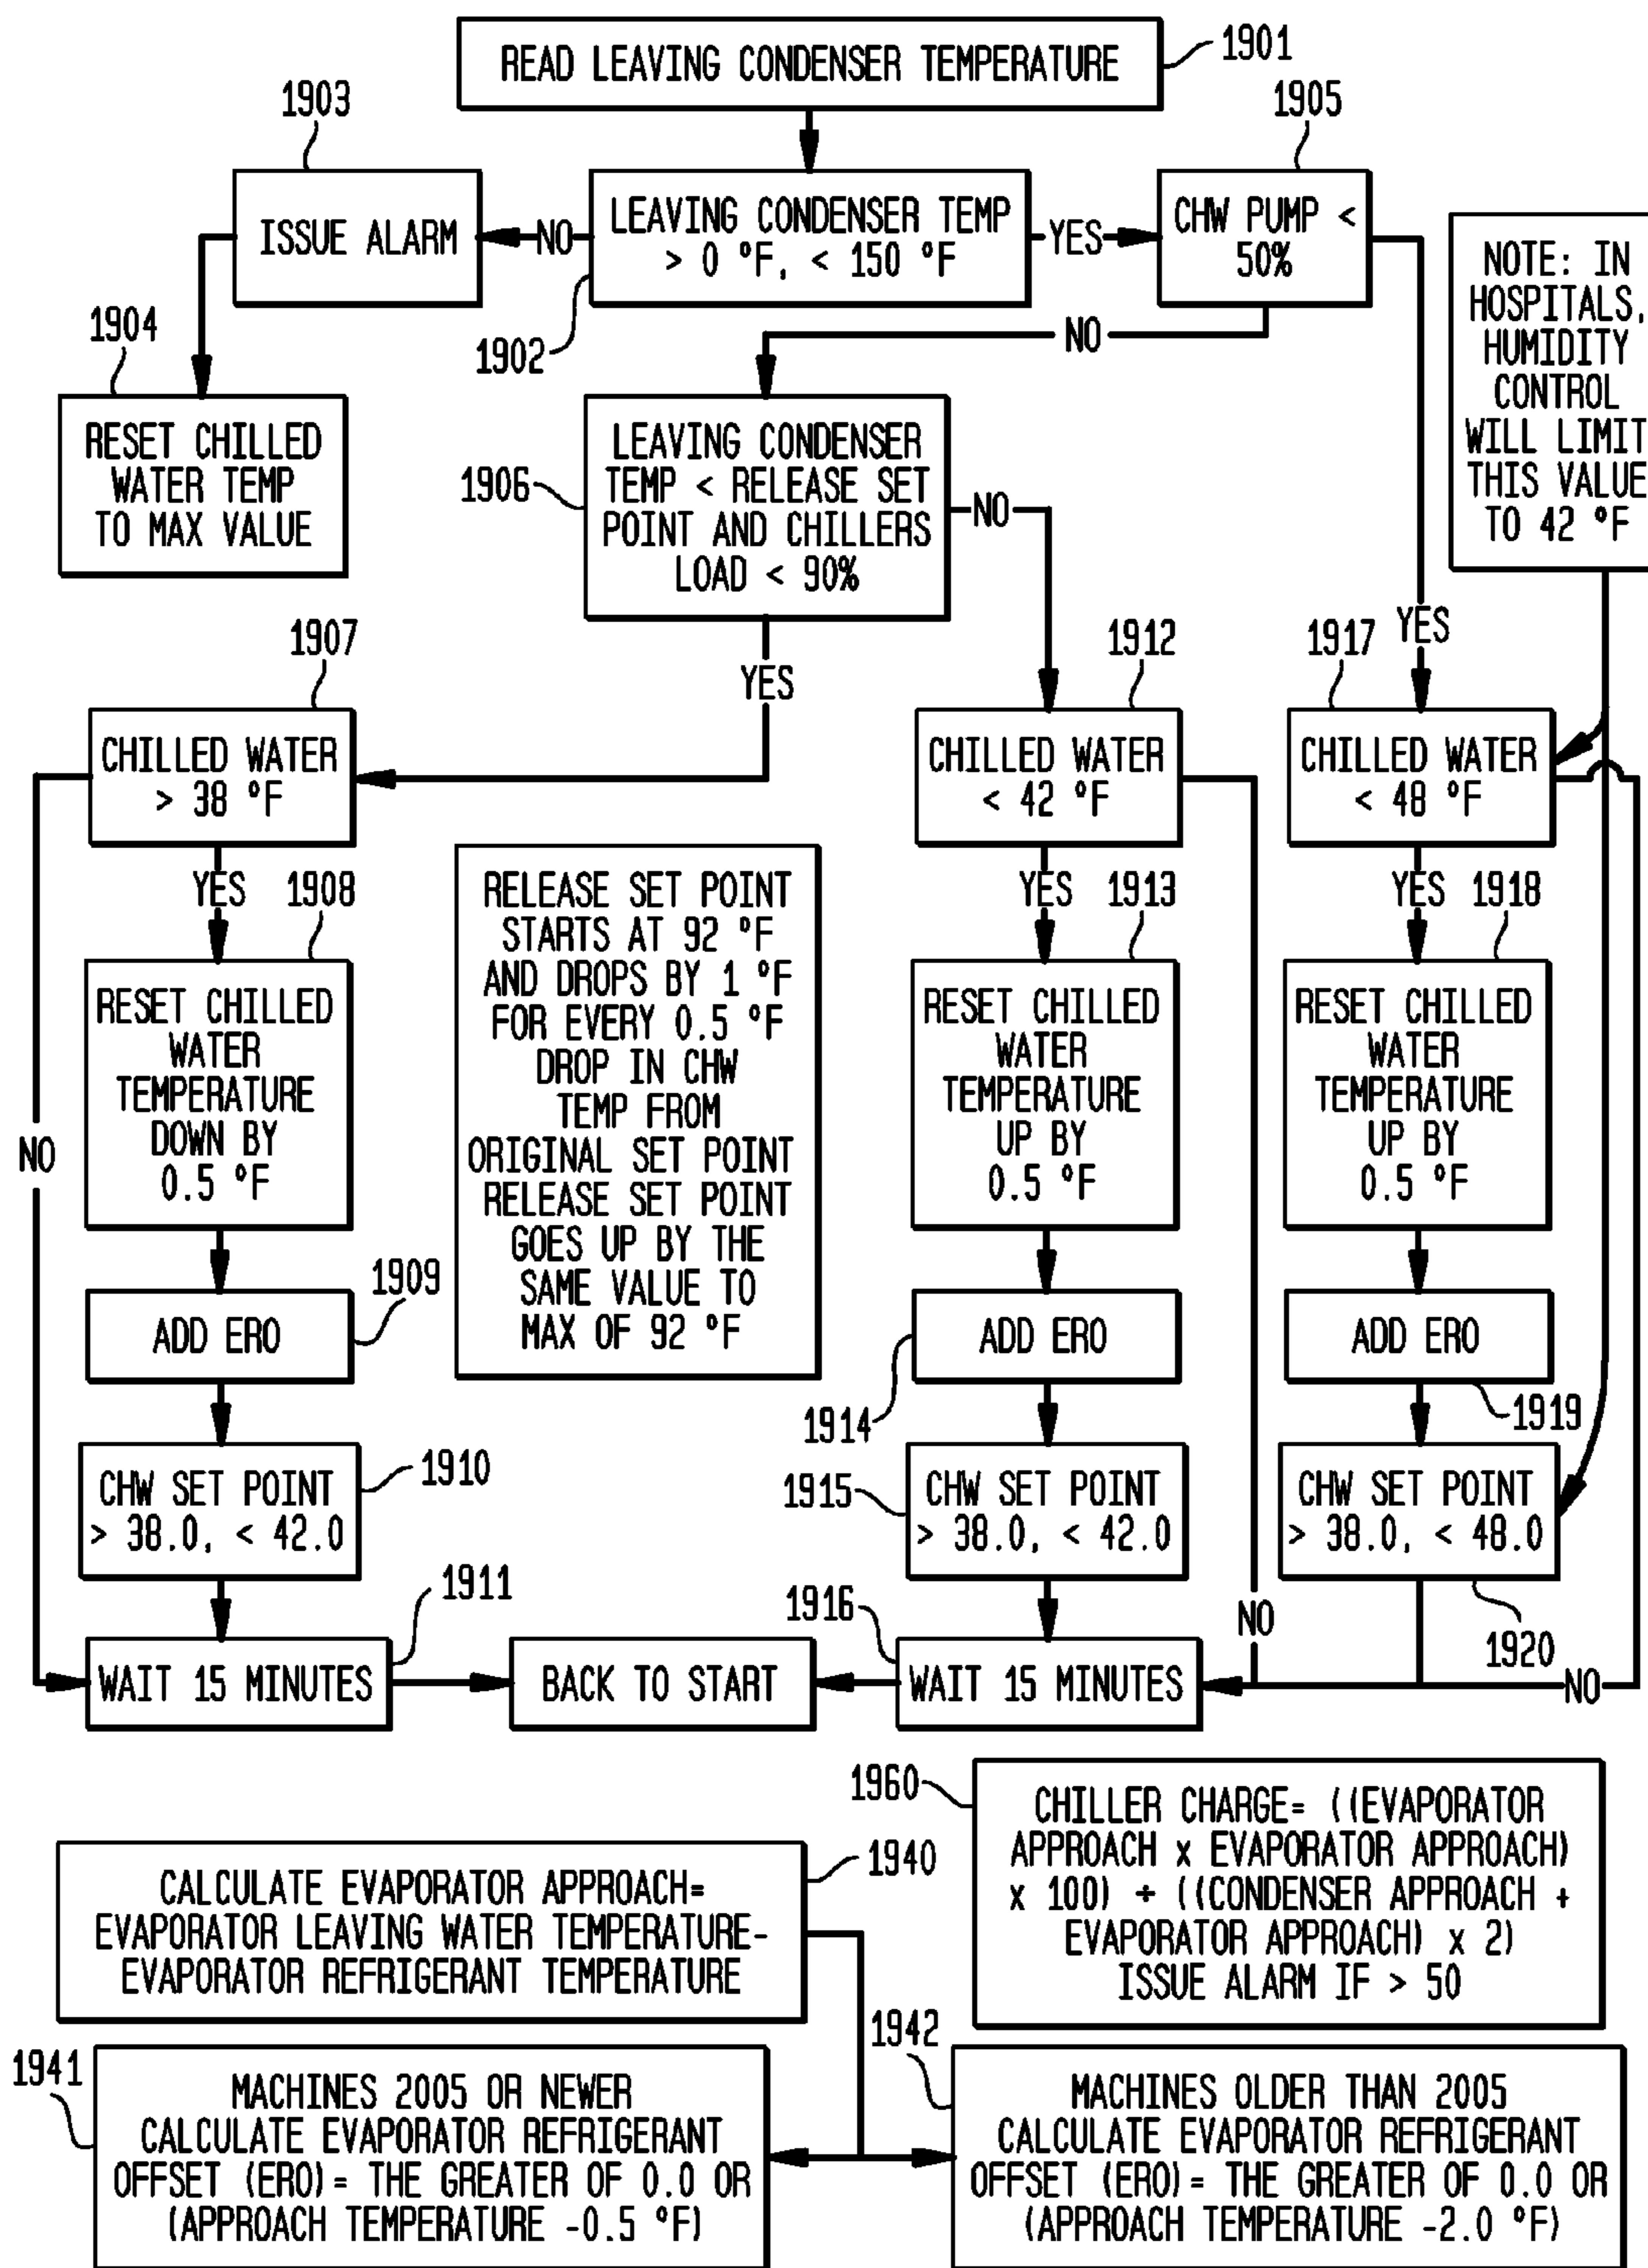 READ LEAVING CONDENSER TEMPERATURE
1901
1903
1905
ISSUE ALARM
NO
LEAVING CONDENSER TEMP
> 0 °F, < 150 °F
YES
CHW PUMP <
50%
NOTE: IN
HOSPITALS,
HUMIDITY
CONTROL
WILL LIMIT
THIS VALUE
TO 42 °F
1904
1902
NO
RESET CHILLED
WATER TEMP
TO MAX VALUE
1906
LEAVING CONDENSER
TEMP < RELEASE SET
POINT AND CHILLERS
LOAD < 90%
NO
YES
1907
YES
1912
1917
CHILLED WATER
> 38 °F
CHILLED WATER
< 42 °F
CHILLED WATER
< 48 °F
YES
1908
YES
1913
YES
1918
RESET CHILLED
WATER
TEMPERATURE
DOWN BY
0.5 °F
NO
RELEASE SET POINT
STARTS AT 92 °F
AND DROPS BY 1 °F
FOR EVERY 0.5 °F
DROP IN CHW
TEMP FROM
ORIGINAL SET POINT
RELEASE SET POINT
GOES UP BY THE
SAME VALUE TO
MAX OF 92 °F
RESET CHILLED
WATER
TEMPERATURE
UP BY
0.5 °F
RESET CHILLED
WATER
TEMPERATURE
UP BY
0.5 °F
1909
ADD ERO
ADD ERO
ADD ERO
1914
1919
CHW SET POINT
> 38.0, < 42.0
1910
1915
CHW SET POINT
> 38.0, < 42.0
CHW SET POINT
> 38.0, < 48.0
1911
1916
NO
1920
WAIT 15 MINUTES
BACK TO START
WAIT 15 MINUTES
NO
1960
CHILLER CHARGE= ((EVAPORATOR
APPROACH x EVAPORATOR APPROACH)
x 100) ÷ ((CONDENSER APPROACH +
EVAPORATOR APPROACH) x 2)
ISSUE ALARM IF > 50
1940
CALCULATE EVAPORATOR APPROACH=
EVAPORATOR LEAVING WATER TEMPERATURE-
EVAPORATOR REFRIGERANT TEMPERATURE
1941
MACHINES 2005 OR NEWER
CALCULATE EVAPORATOR REFRIGERANT
OFFSET (ERO)= THE GREATER OF 0.0 OR
(APPROACH TEMPERATURE -0.5 °F)
1942
MACHINES OLDER THAN 2005
CALCULATE EVAPORATOR REFRIGERANT
OFFSET (ERO)= THE GREATER OF 0.0 OR
(APPROACH TEMPERATURE -2.0 °F)